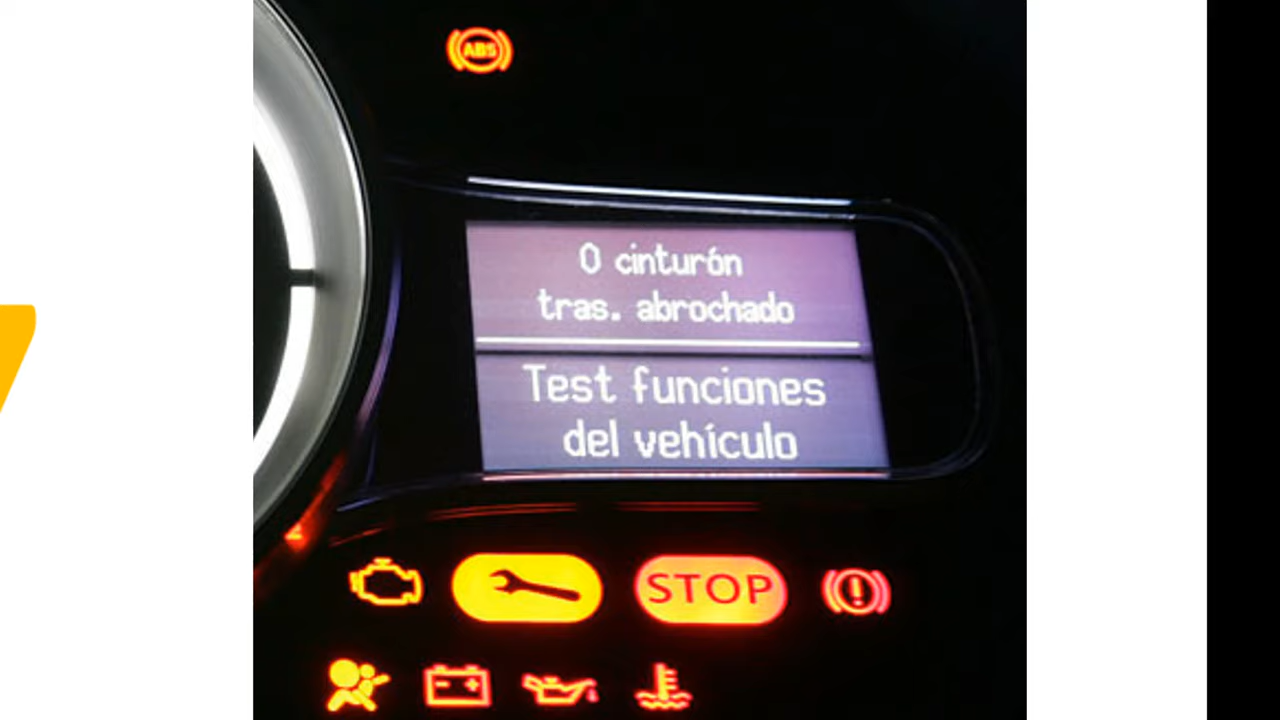 ABS
0 cinturón
tras. abrochado
Test funciones
del vehículo
STOP